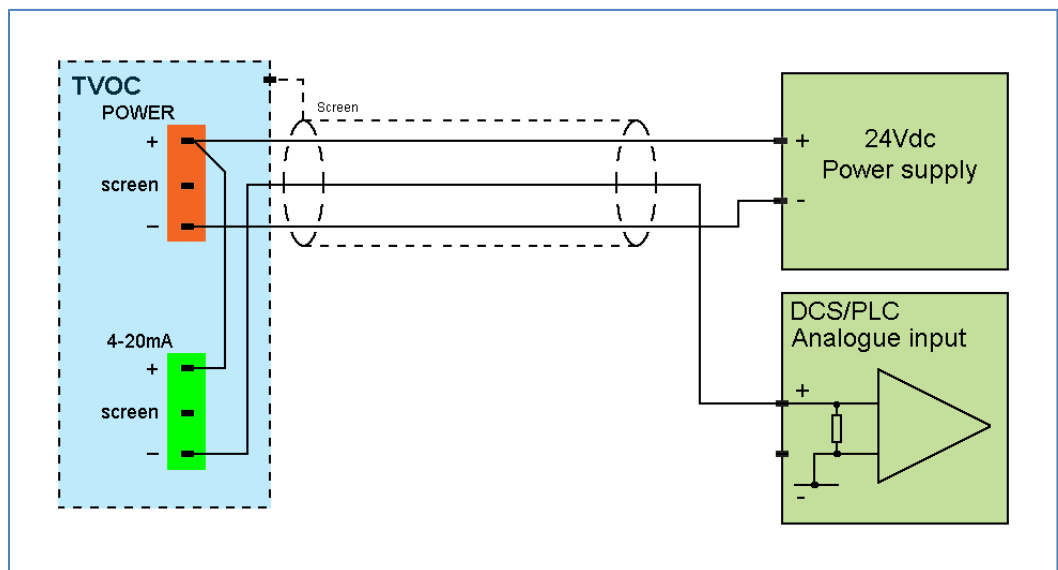 TVOC
POWER
+
screen
−
4-20mA
+
screen
−
Screen
24Vdc
Power supply
+
-
DCS/PLC
Analogue input
+
-